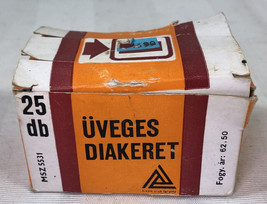 25
db
MSZ 5531
ÜVEGES
DIAKERET
Fogy. ár: 62.50